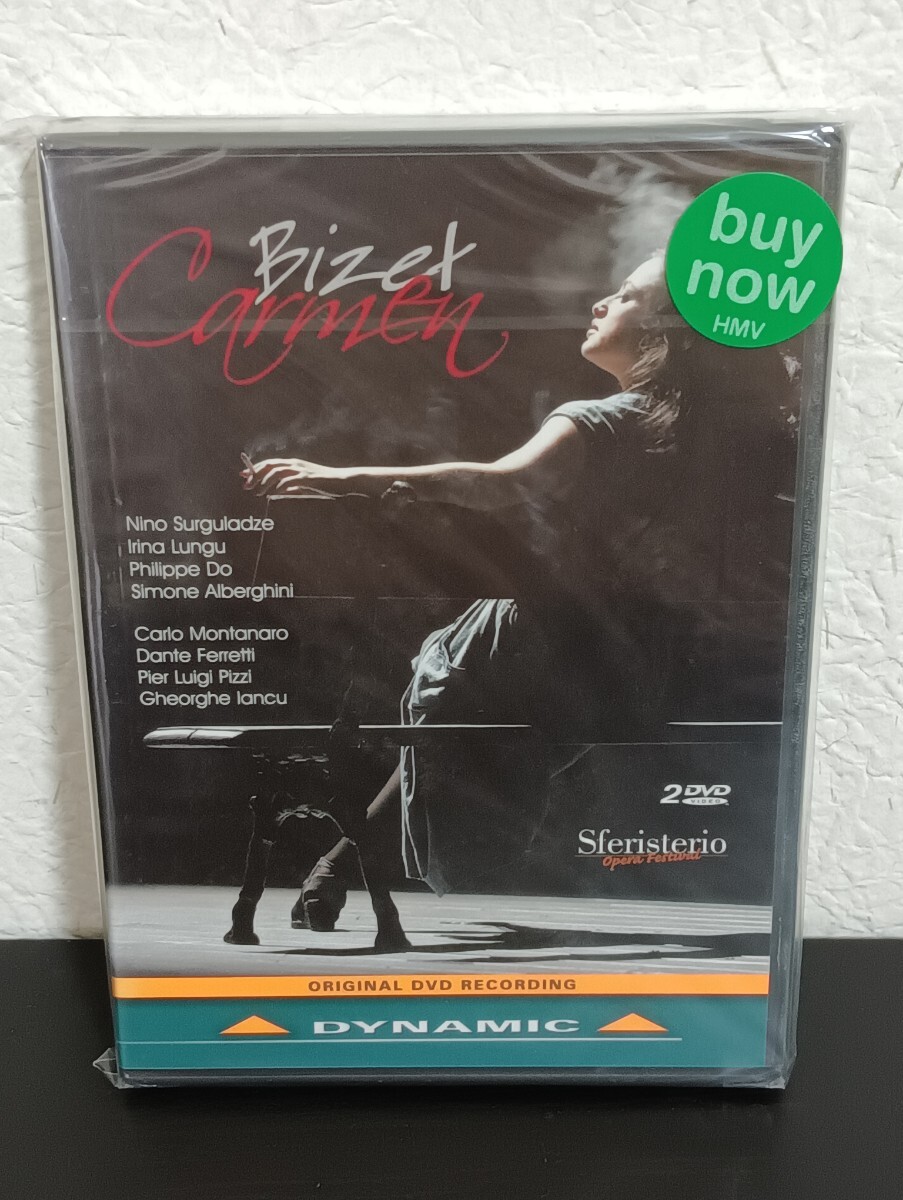 Bizet
Carmen
buy
now
HMV
Nino Surguladze
Irina Lungu
Philippe Do
Simone Alberghini
Carlo Montanaro
Dante Ferretti
Pier Luigi Pizzi
Gheorghe Iancu
2 DVD
VIDEO
Sferisterio
Opera Festival
ORIGINAL DVD RECORDING
DYNAMIC